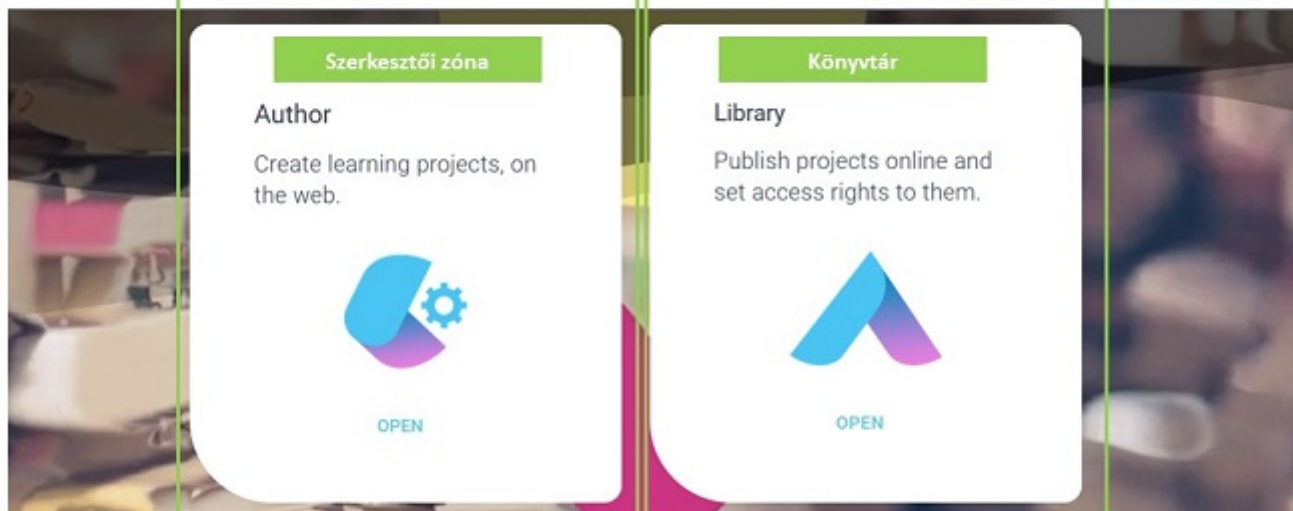 Szerkesztői zóna
Author
Create learning projects, on
the web.
OPEN
Könyvtár
Library
Publish projects online and
set access rights to them.
OPEN